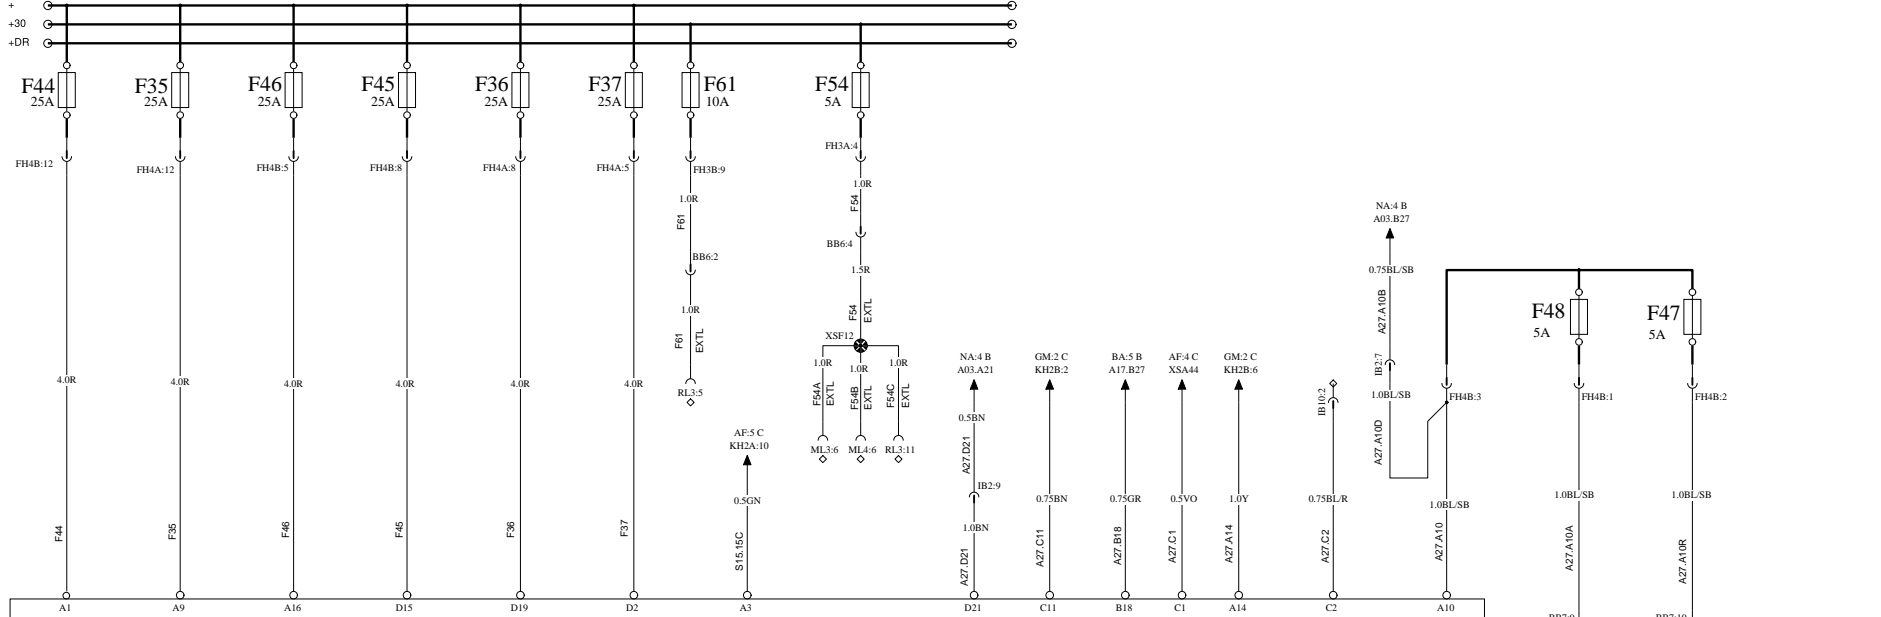 +
+30
+DR
F44
25A
F35
25A
F46
25A
F45
25A
F36
25A
F37
25A
F61
10A
F54
5A
FH4B:12
FH4A:12
FH4B:5
FH4B:8
FH4A:8
FH4A:5
FH3B:9
FH3A:4
1.0R
F61
BB6:2
1.0R
F61
EXTL
RL3:5
1.0R
F54
BB6:4
1.5R
F54
EXTL
XSF12
1.0R
1.0R
1.0R
F54A
EXTL
F54B
EXTL
F54C
EXTL
ML3:6
ML4:6
RL3:11
4.0R
4.0R
4.0R
4.0R
4.0R
4.0R
F44
F35
F46
F45
F36
F37
AF:5 C
KH2A:10
0.5GN
S15.15C
NA:4 B
A03.A21
0.5BN
A27.D21
IB2:9
1.0BN
A27.D21
GM:2 C
KH2B:2
0.75BN
A27.C11
BA:5 B
A17.B27
0.75GR
A27.B18
AF:4 C
XSA44
0.5VO
A27.C1
GM:2 C
KH2B:6
1.0Y
A27.A14
IB10:2
0.75BL/R
A27.C2
NA:4 B
A03.B27
0.75BL/SB
A27.A10B
IB2:7
1.0BL/SB
A27.A10D
FH4B:3
1.0BL/SB
A27.A10
F48
5A
FH4B:1
1.0BL/SB
A27.A10A
F47
5A
FH4B:2
1.0BL/SB
A27.A10R
A1
A9
A16
D15
D19
D2
A3
D21
C11
B18
C1
A14
C2
A10